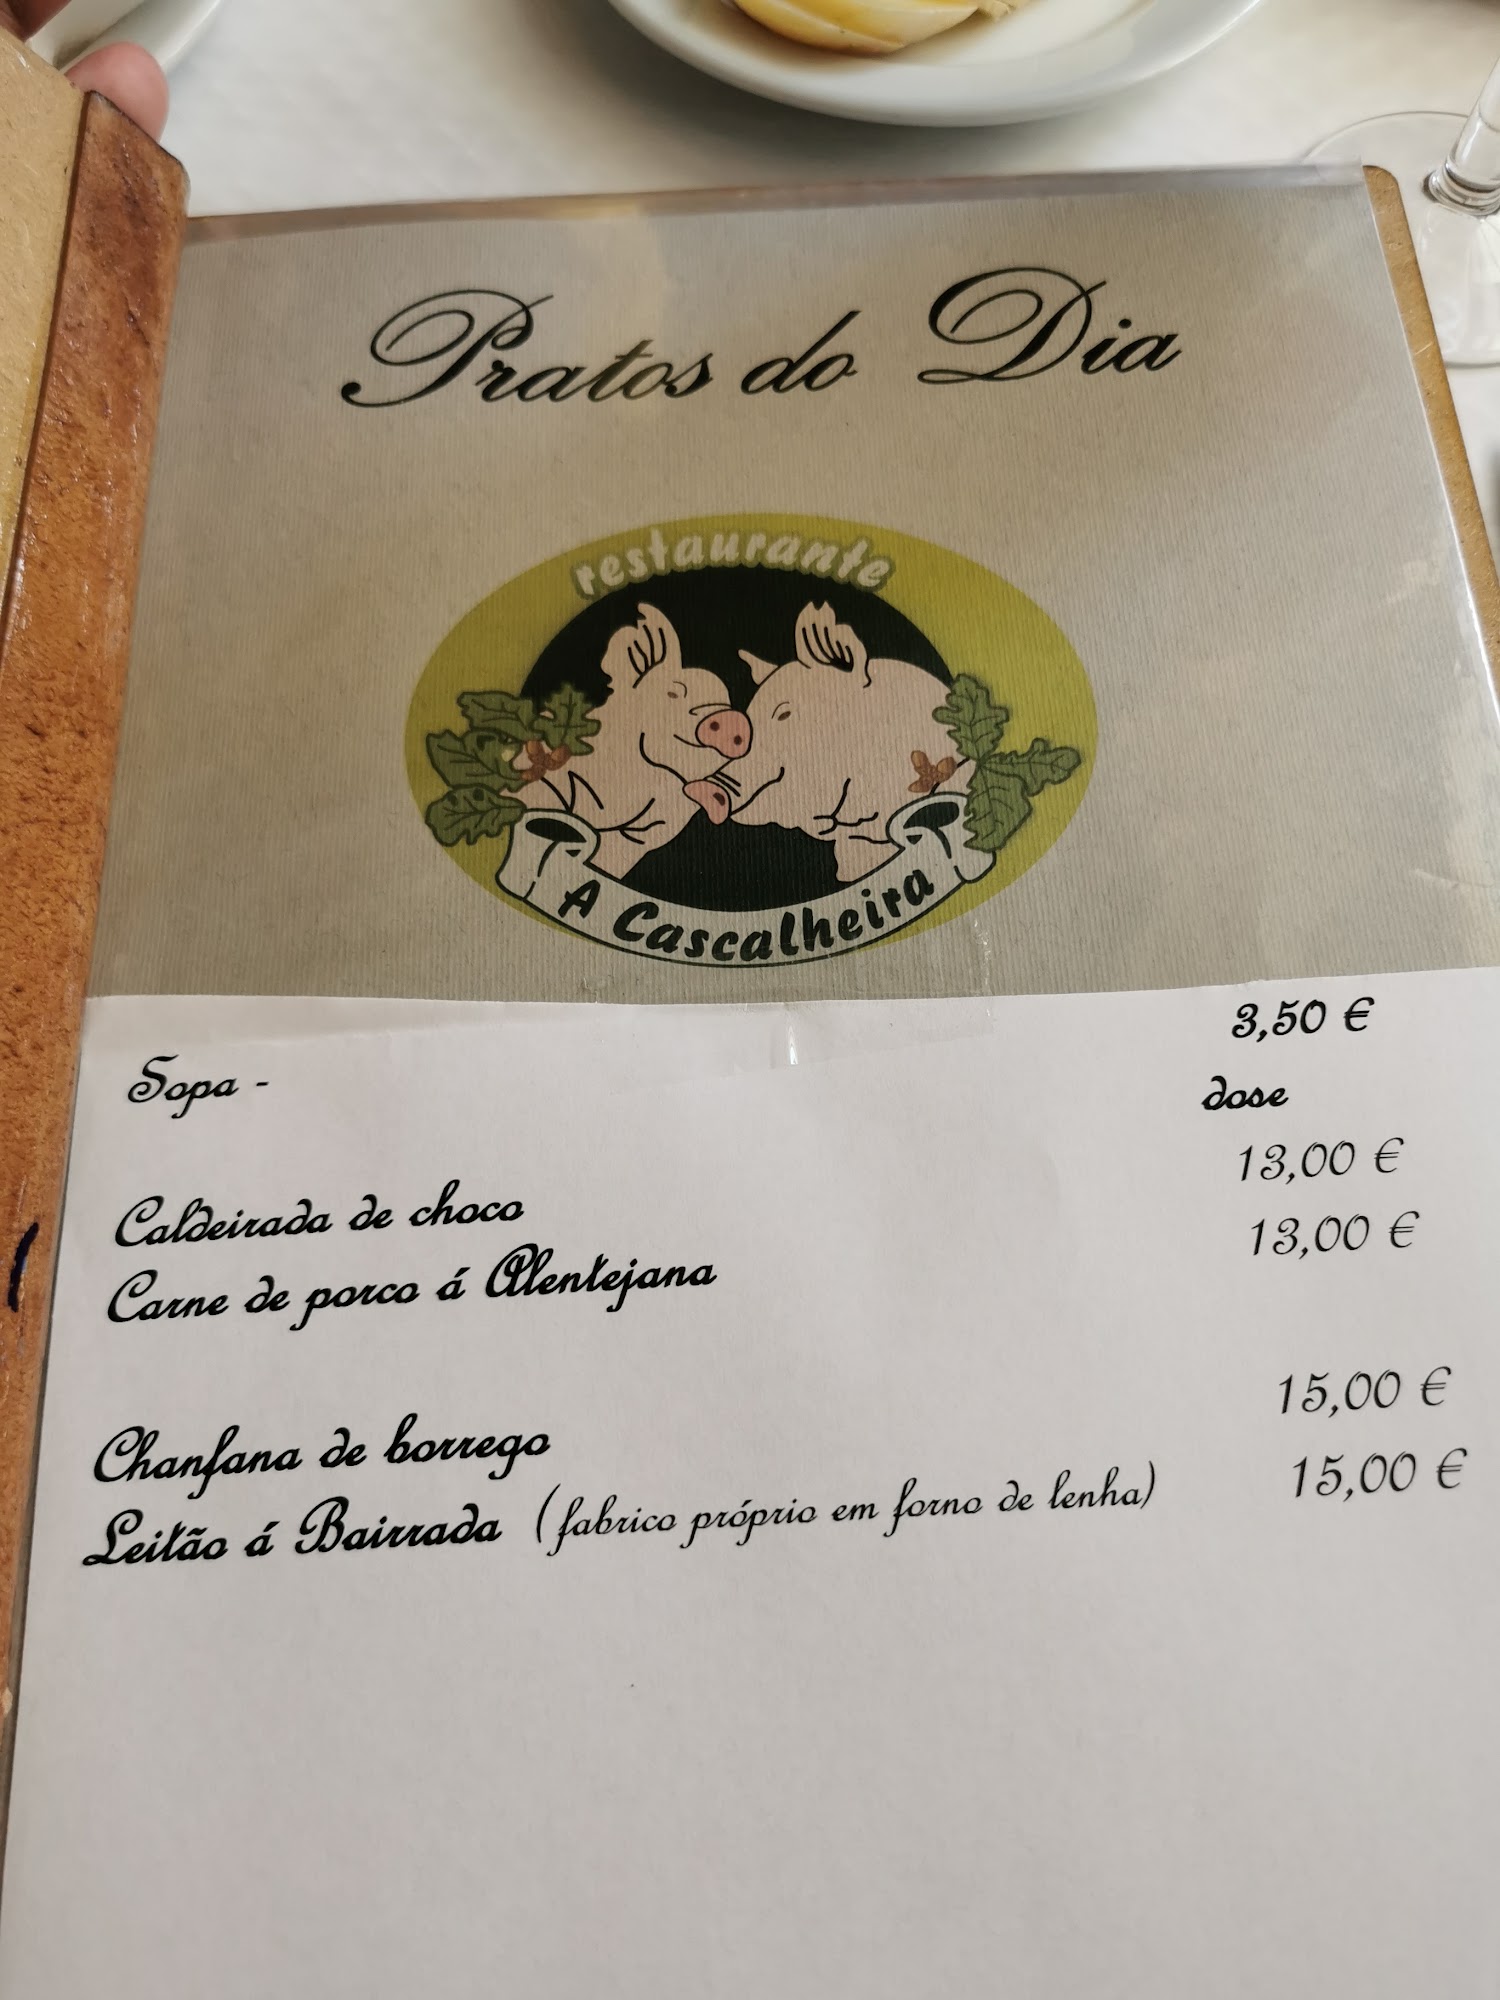 Pratos do Dia
restaurante
A Cascalheira
Sopa - 3,50 €
dose
Caldeirada de choco 13,00 €
Carne de porco á Alentejana 13,00 €
Chanfana de borrego 15,00 €
Leitão á Bairrada (fabrico próprio em forno de lenha) 15,00 €